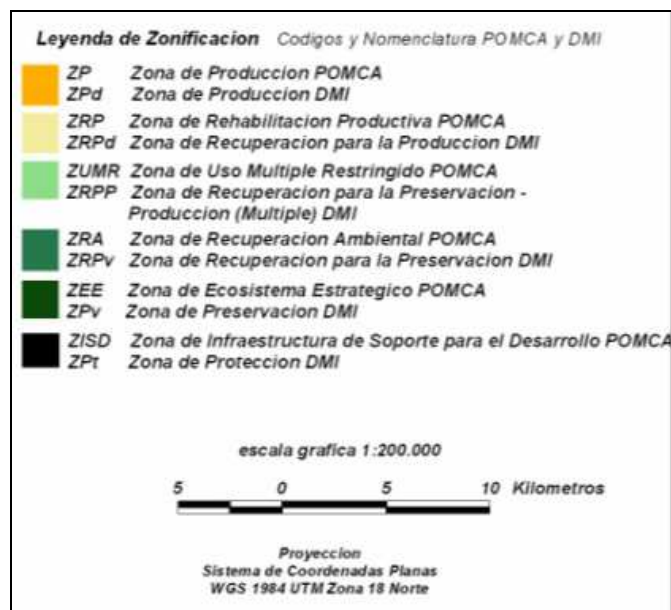 Leyenda de Zonificacion Codigos y Nomenclatura POMCA y DMI
ZP Zona de Produccion POMCA
ZPd Zona de Produccion DMI
ZRP Zona de Rehabilitacion Productiva POMCA
ZRPd Zona de Recuperacion para la Produccion DMI
ZUMR Zona de Uso Multiple Restringido POMCA
ZRPP Zona de Recuperacion para la Preservacion -
Produccion (Multiple) DMI
ZRA Zona de Recuperacion Ambiental POMCA
ZRPv Zona de Recuperacion para la Preservacion DMI
ZEE Zona de Ecosistema Estrategico POMCA
ZPv Zona de Preservacion DMI
ZISD Zona de Infraestructura de Soporte para el Desarrollo POMCA
ZPt Zona de Proteccion DMI
escala grafica 1:200.000
5 0 5 10 Kilometros
Proyeccion
Sistema de Coordenadas Planas
WGS 1984 UTM Zona 18 Norte